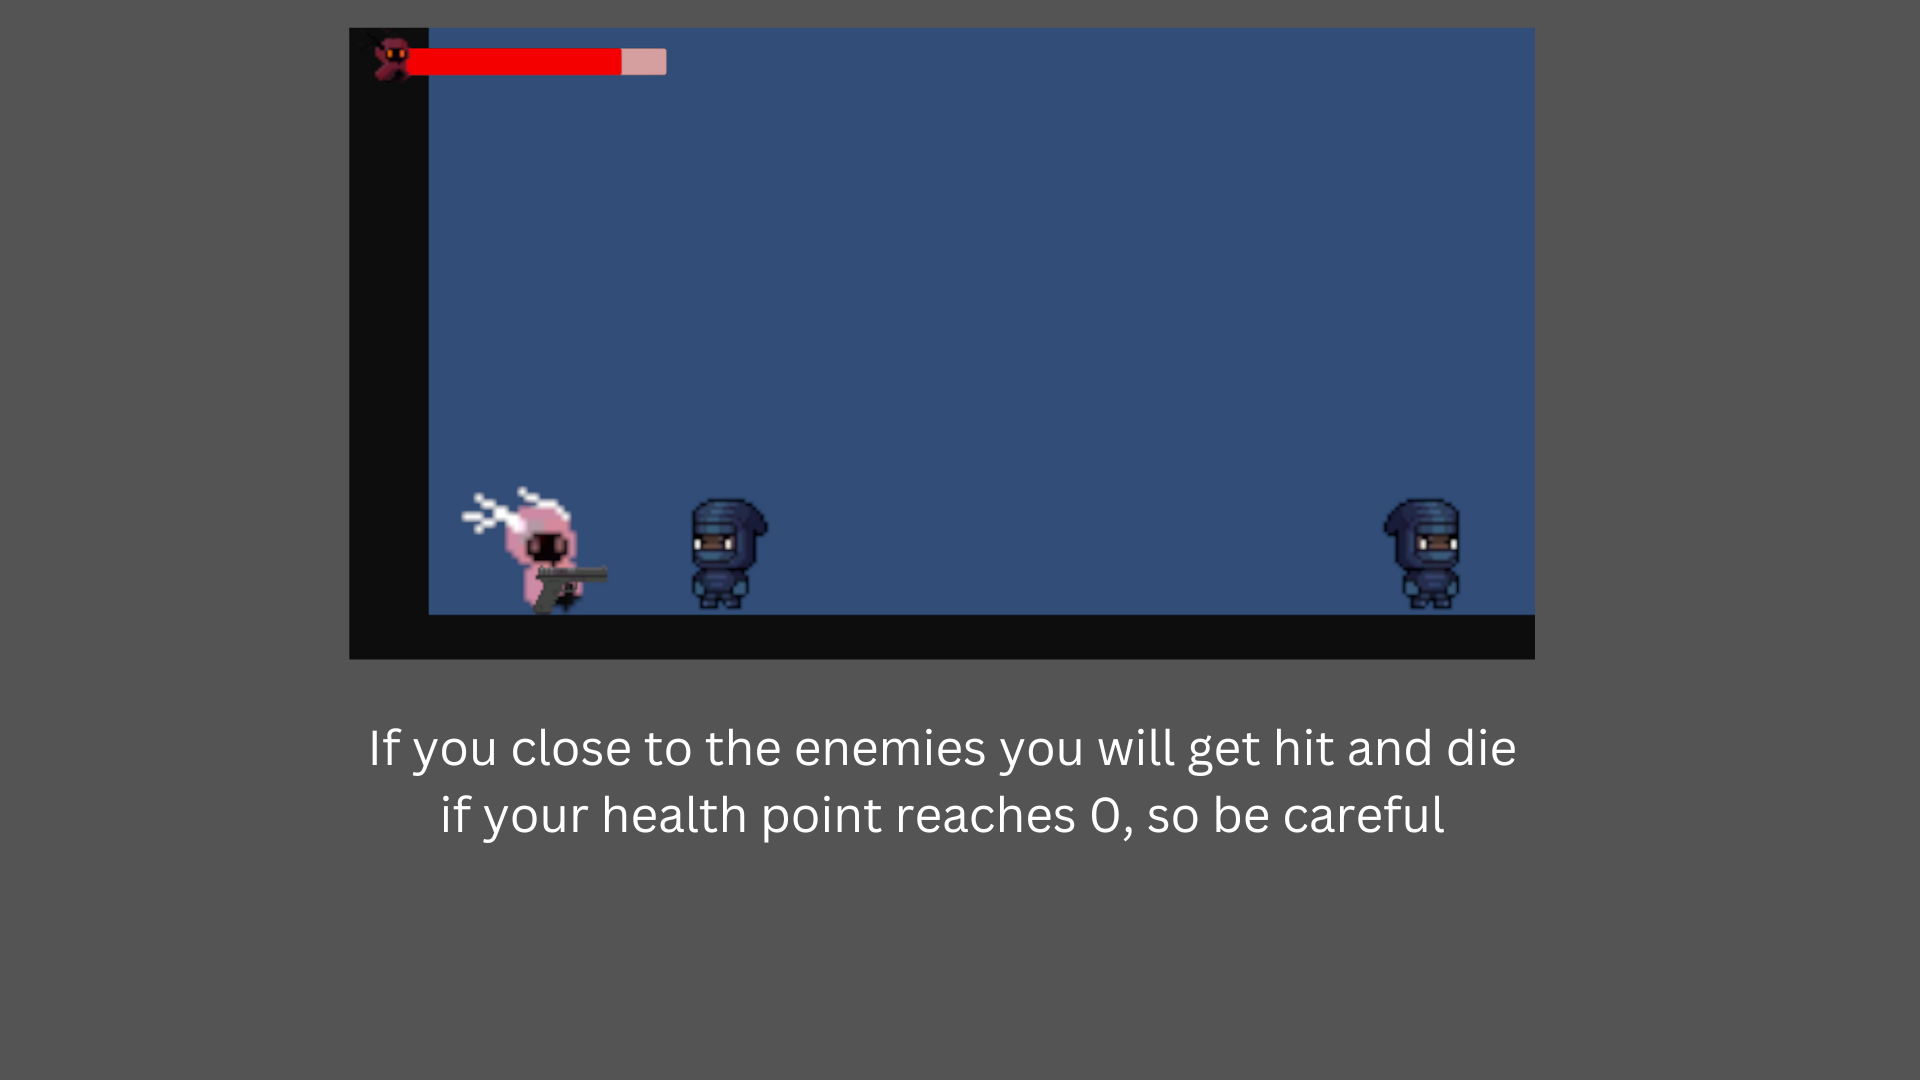 If you close to the enemies you will get hit and die
if your health point reaches 0, so be careful